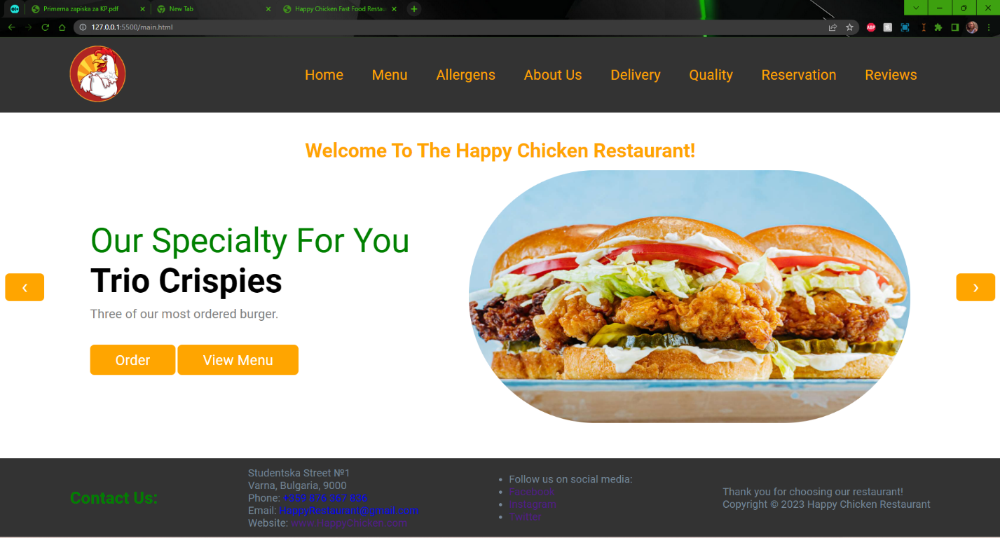 Primerna zapiska za KP.pdf
New Tab
Happy Chicken Fast Food Restau
127.0.0.1:5500/main.html
ABP
Home Menu Allergens About Us Delivery Quality Reservation Reviews
Welcome To The Happy Chicken Restaurant!
Our Specialty For You
Trio Crispies
Three of our most ordered burger.
Order View Menu
Contact Us:
Studentska Street №1
Varna, Bulgaria, 9000
Phone: +359 876 367 836
Email: HappyRestaurant@gmail.com
Website: www.HappyChicken.com
• Follow us on social media:
• Facebook
• Instagram
• Twitter
Thank you for choosing our restaurant!
Copyright © 2023 Happy Chicken Restaurant